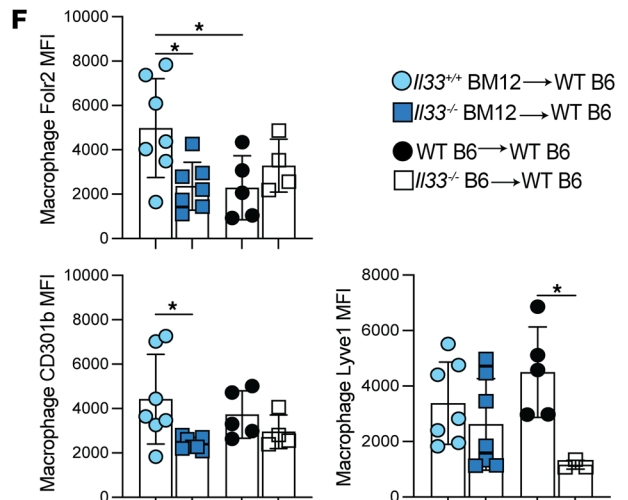 F
Macrophage Folr2 MFI
10000
8000
6000
4000
2000
0
*
*
Il33+/+ BM12→WT B6
Il33-/- BM12→WT B6
WT B6→WT B6
Il33-/- B6→WT B6
Macrophage CD301b MFI
10000
8000
6000
4000
2000
0
*
Macrophage Lyve1 MFI
8000
6000
4000
2000
0
*